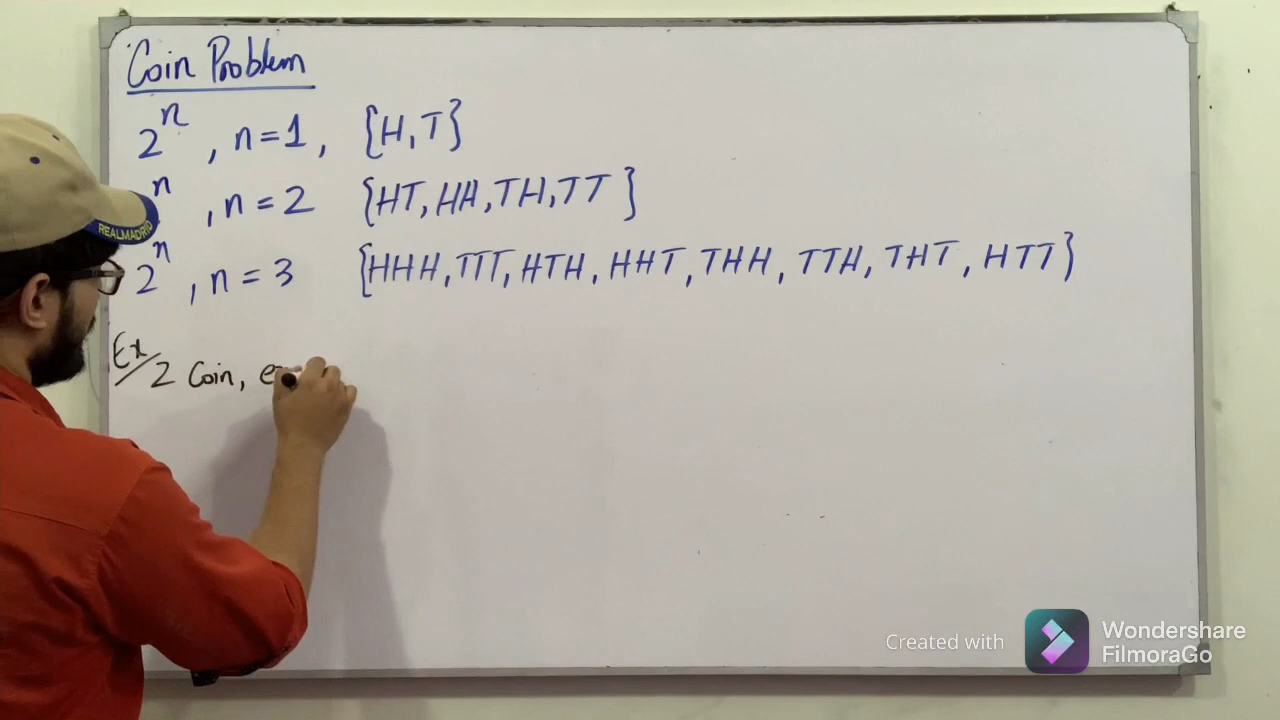 Coin Problem
2^n , n = 1, {H, T}
n , n = 2 {HT, HH, TH, TT }
2^n , n = 3 {HHH, TTT, HTH, HHT, THH, TTH, THT, HTT}
Ex/ 2 Coin,
REALMADRID
Created with
Wondershare
FilmoraGo